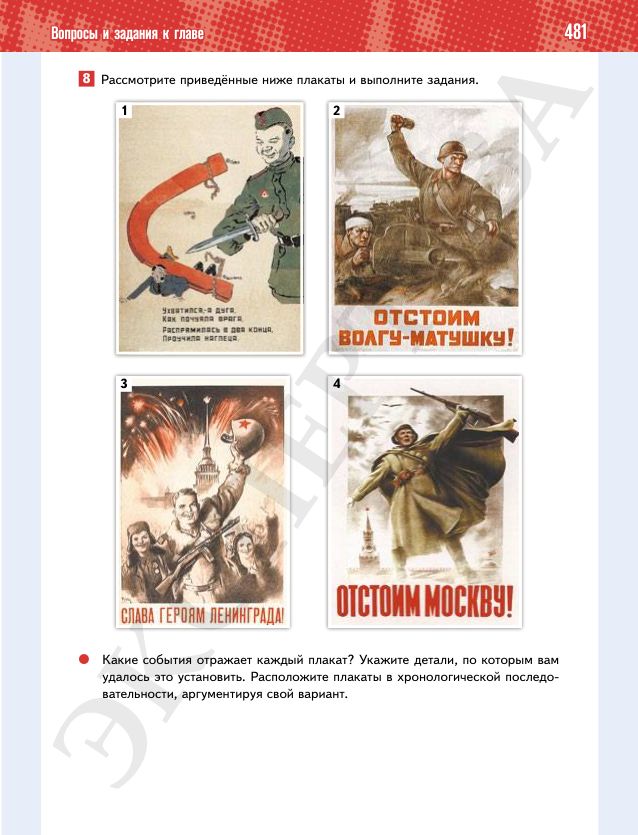 Вопросы и задания к главе
481
8 Рассмотрите приведённые ниже плакаты и выполните задания.
1
2
Ухватился, а дуга,
Как почуяла врага,
Распрямилась в два конца,
Проучила наглеца.
ОТСТОИМ
ВОЛГУ-МАТУШКУ!
3
4
СЛАВА ГЕРОЯМ ЛЕНИНГРАДА!
ОТСТОИМ МОСКВУ!
Какие события отражает каждый плакат? Укажите детали, по которым вам
удалось это установить. Расположите плакаты в хронологической последо-
вательности, аргументируя свой вариант.